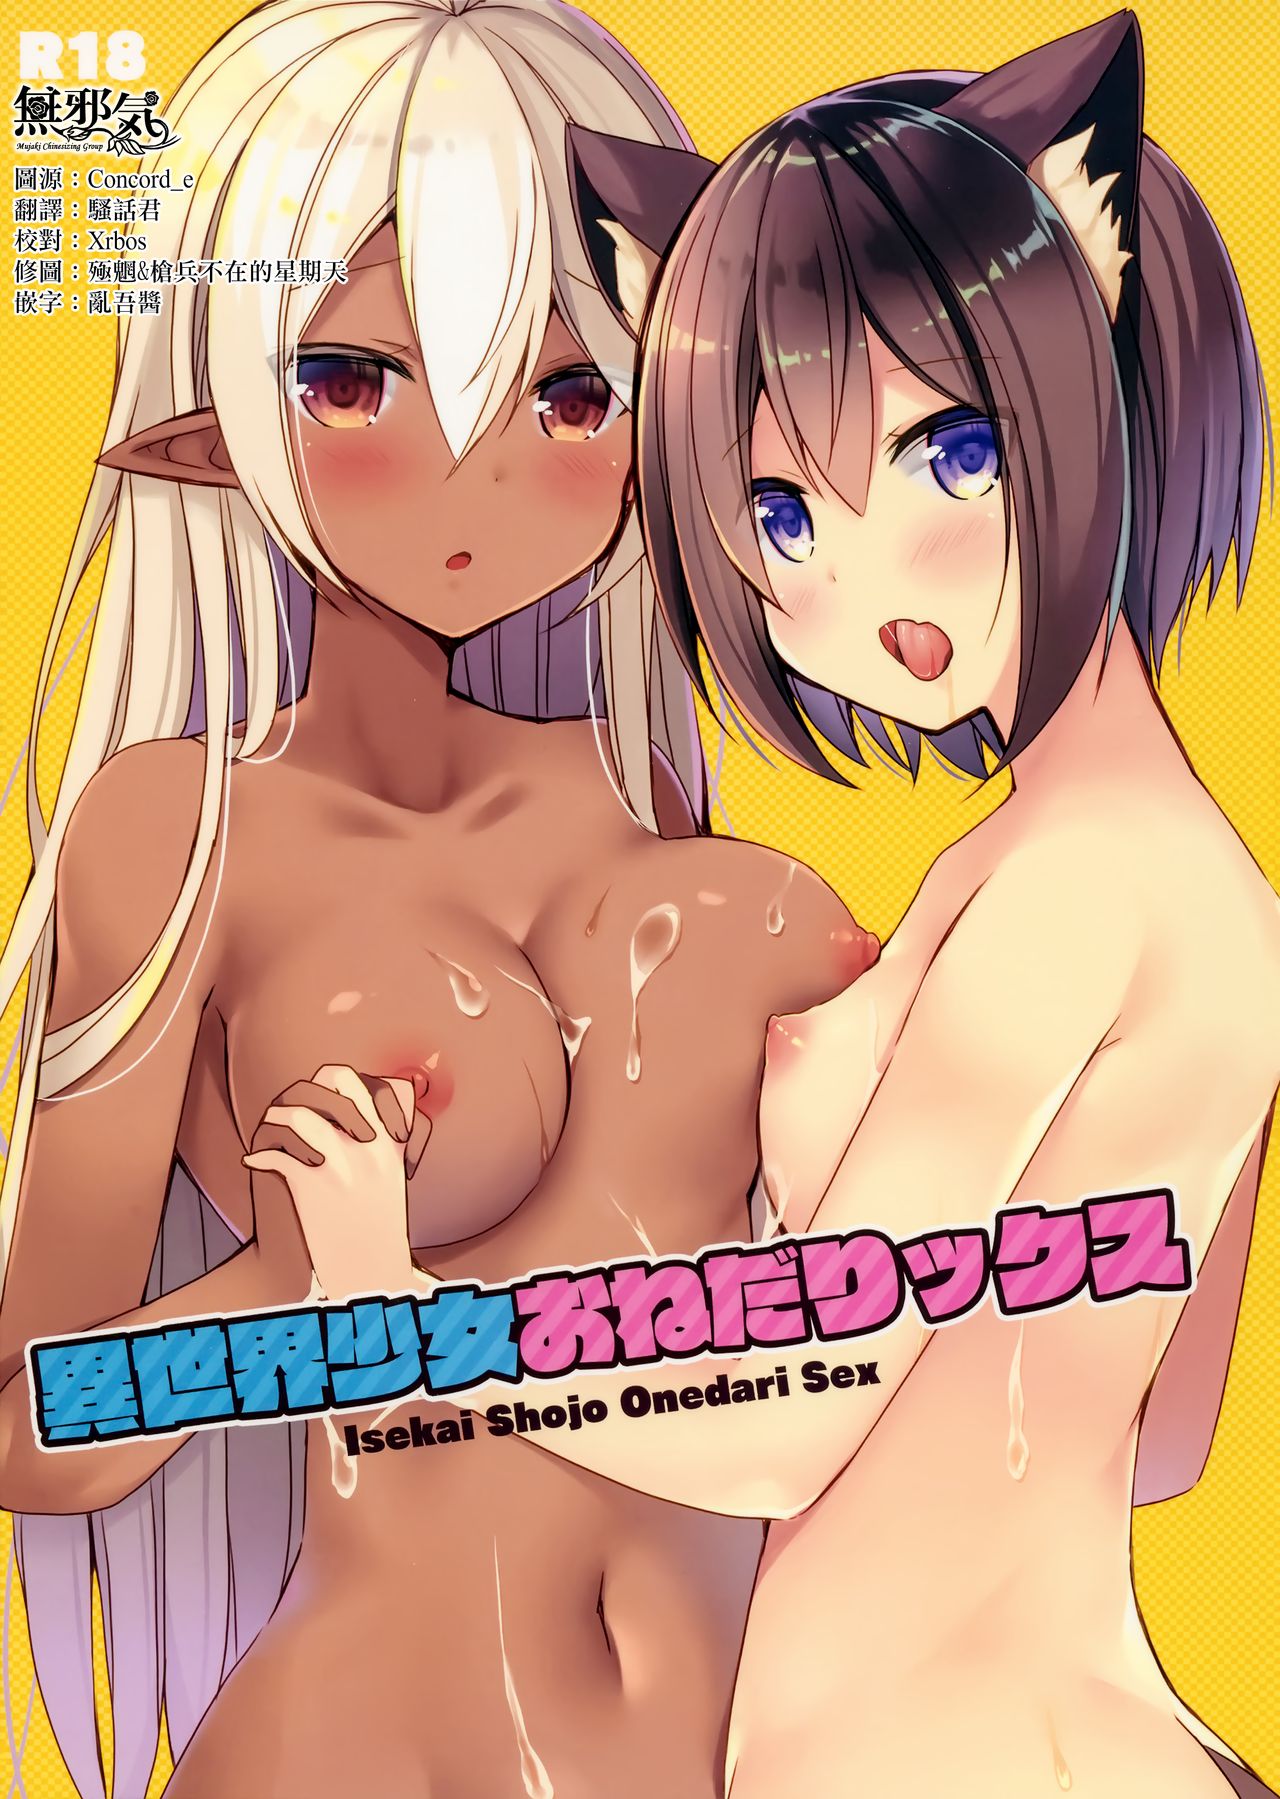 R18
無邪気
Mujaki Chinesizing Group
圖源：Concord_e
翻譯：騷話君
校對：Xrbos
修圖：殛魍&槍兵不在的星期天
嵌字：亂吾醬
異世界少女おねだりックス
Isekai Shojo Onedari Sex